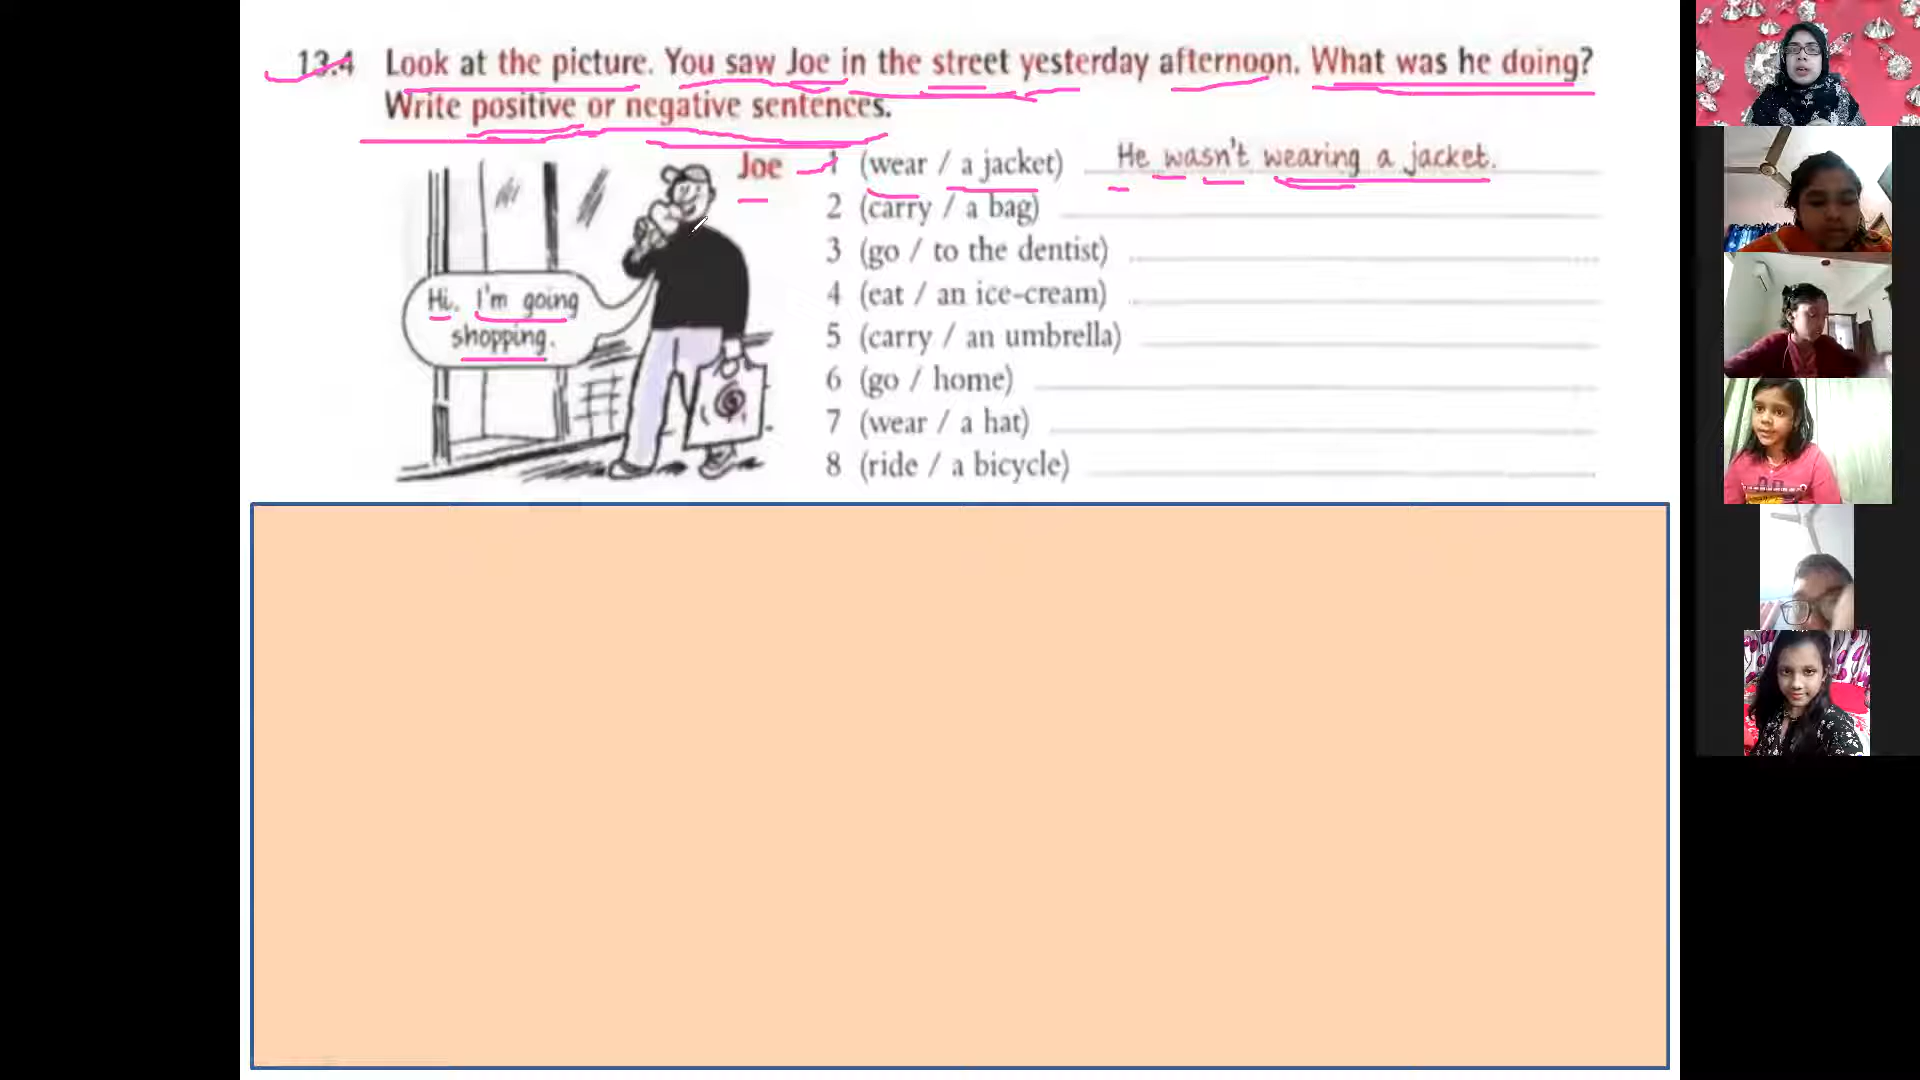 13.4 Look at the picture. You saw Joe in the street yesterday afternoon. What was he doing?
Write positive or negative sentences.
Joe
Hi. I'm going
shopping.
1 (wear / a jacket) He wasn't wearing a jacket.
2 (carry / a bag)
3 (go / to the dentist)
4 (eat / an ice-cream)
5 (carry / an umbrella)
6 (go / home)
7 (wear / a hat)
8 (ride / a bicycle)